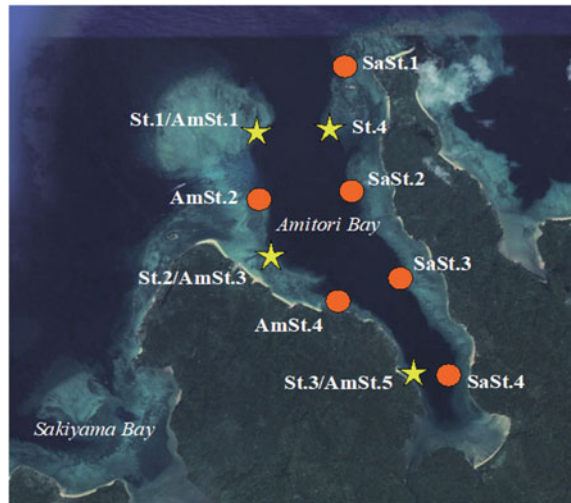 SaSt.1
St.1/AmSt.1
St.4
AmSt.2
SaSt.2
Amitori Bay
St.2/AmSt.3
SaSt.3
AmSt.4
St.3/AmSt.5
SaSt.4
Sakiyama Bay